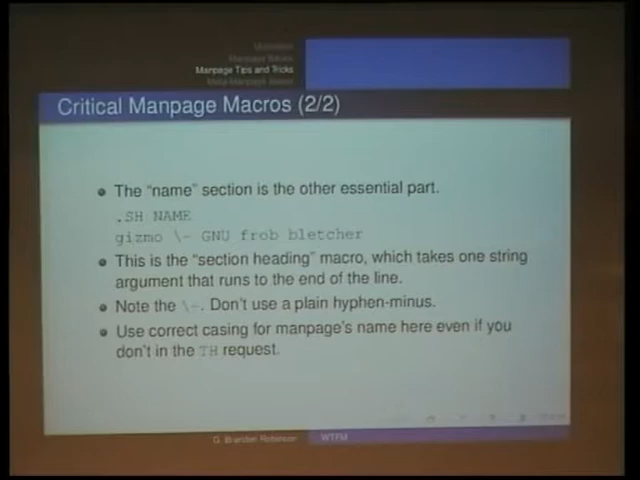 Manpage Tips and Tricks
Critical Manpage Macros (2/2)
The "name" section is the other essential part.
.SH NAME
gizmo \- GNU frob bletcher
This is the "section heading" macro, which takes one string
argument that runs to the end of the line.
Note the \-. Don't use a plain hyphen-minus.
Use correct casing for manpage's name here even if you
don't in the TH request.
G. Branden Robinson
WTFM